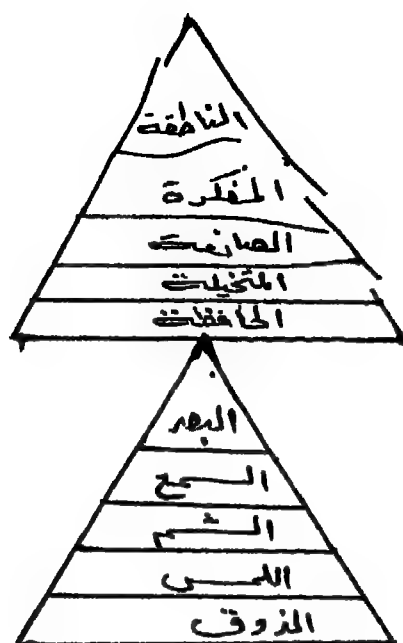 الناطقة
المفكرة
الصانعة
المتخيلة
الحافظة
البصر
السمع
الشم
اللمس
الذوق